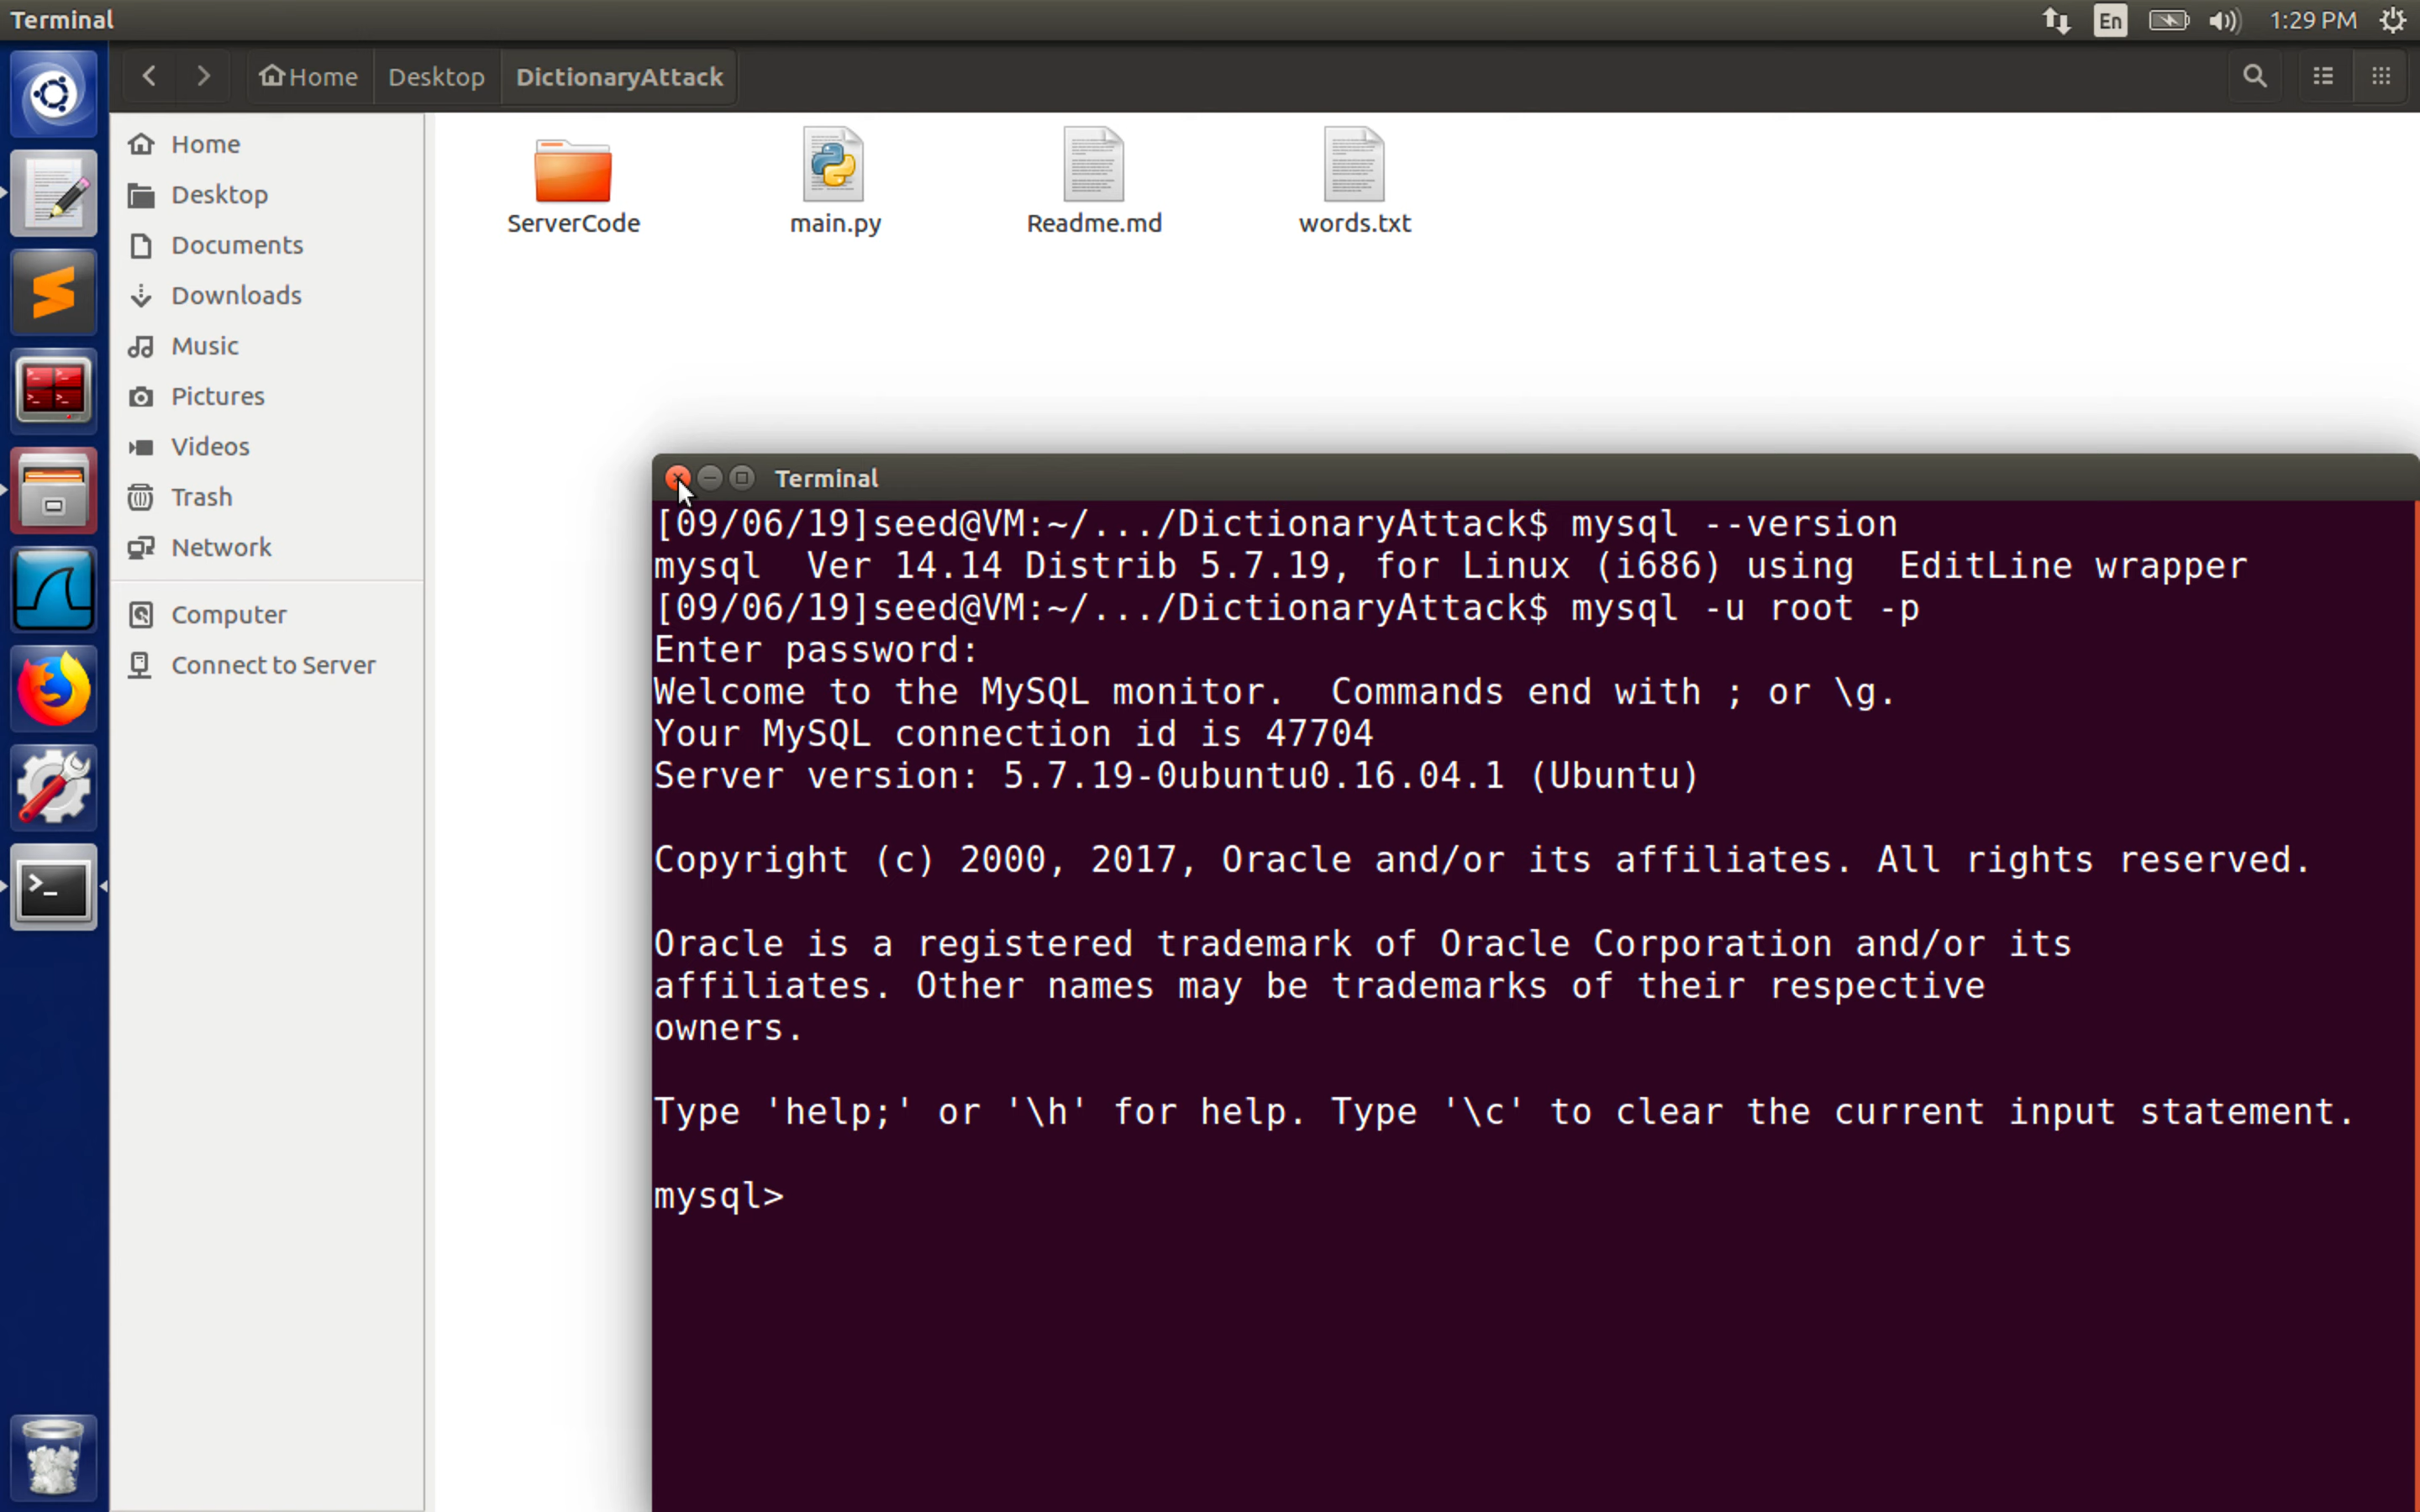 Terminal
En
1:29 PM
Home
Desktop
DictionaryAttack
Home
Desktop
Documents
Downloads
Music
Pictures
Videos
Trash
Network
Computer
Connect to Server
ServerCode
main.py
Readme.md
words.txt
Terminal
[09/06/19]seed@VM:~/.../DictionaryAttack$ mysql --version
mysql  Ver 14.14 Distrib 5.7.19, for Linux (i686) using  EditLine wrapper
[09/06/19]seed@VM:~/.../DictionaryAttack$ mysql -u root -p
Enter password:
Welcome to the MySQL monitor.  Commands end with ; or \g.
Your MySQL connection id is 47704
Server version: 5.7.19-0ubuntu0.16.04.1 (Ubuntu)
Copyright (c) 2000, 2017, Oracle and/or its affiliates. All rights reserved.
Oracle is a registered trademark of Oracle Corporation and/or its
affiliates. Other names may be trademarks of their respective
owners.
Type 'help;' or '\h' for help. Type '\c' to clear the current input statement.
mysql>